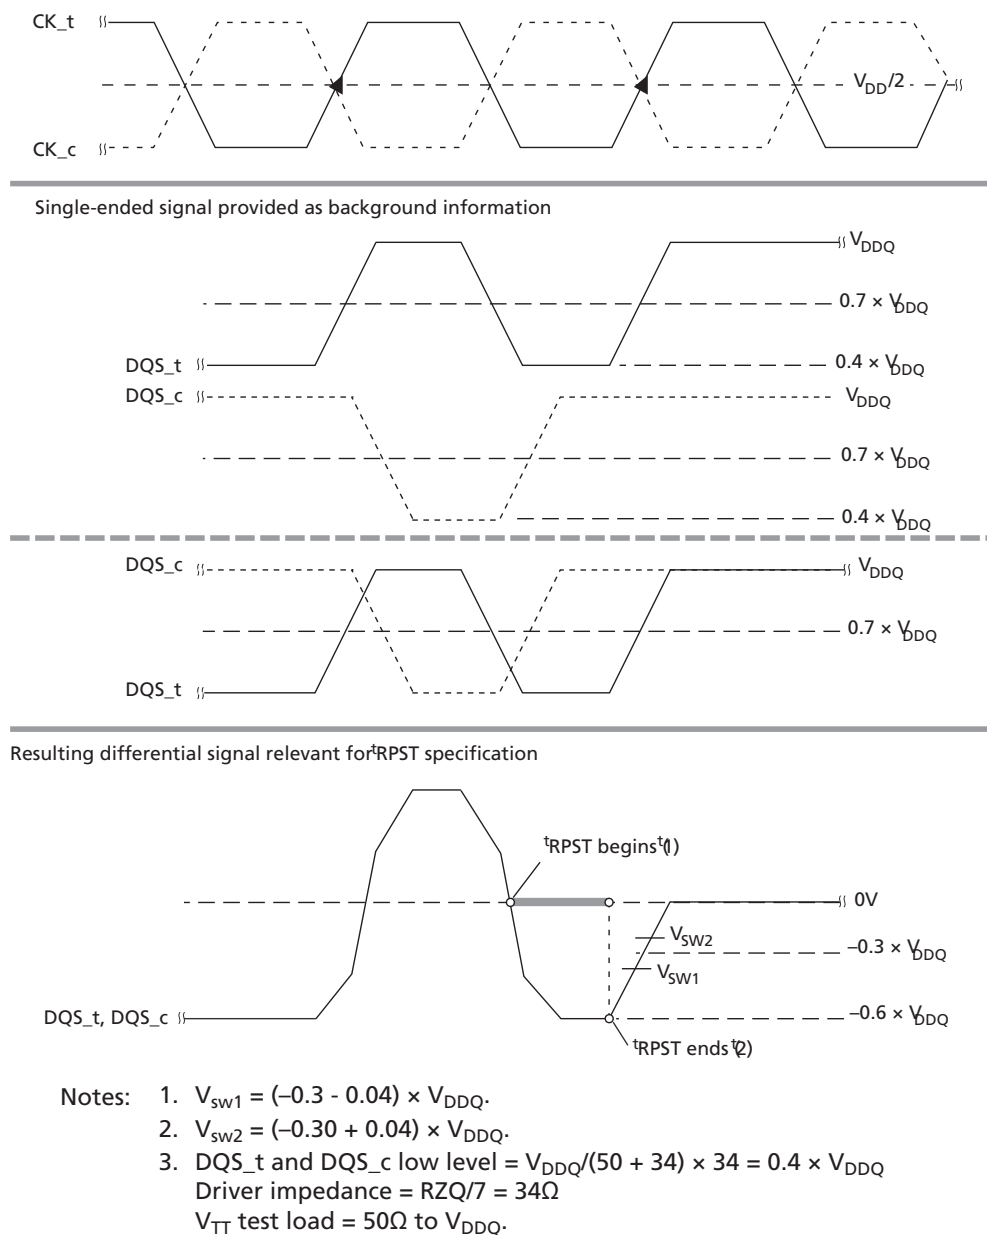 CK_t
V_DD/2
CK_c
Single-ended signal provided as background information
V_DDQ
0.7 × V_DDQ
DQS_t
0.4 × V_DDQ
DQS_c
V_DDQ
0.7 × V_DDQ
0.4 × V_DDQ
DQS_c
V_DDQ
0.7 × V_DDQ
DQS_t
Resulting differential signal relevant for tRPST specification
tRPST begins (t1)
0V
V_SW2
–0.3 × V_DDQ
V_SW1
DQS_t, DQS_c
–0.6 × V_DDQ
tRPST ends (t2)
Notes: 1. V_sw1 = (–0.3 - 0.04) × V_DDQ.
2. V_sw2 = (–0.30 + 0.04) × V_DDQ.
3. DQS_t and DQS_c low level = V_DDQ/(50 + 34) × 34 = 0.4 × V_DDQ
Driver impedance = RZQ/7 = 34Ω
V_TT test load = 50Ω to V_DDQ.